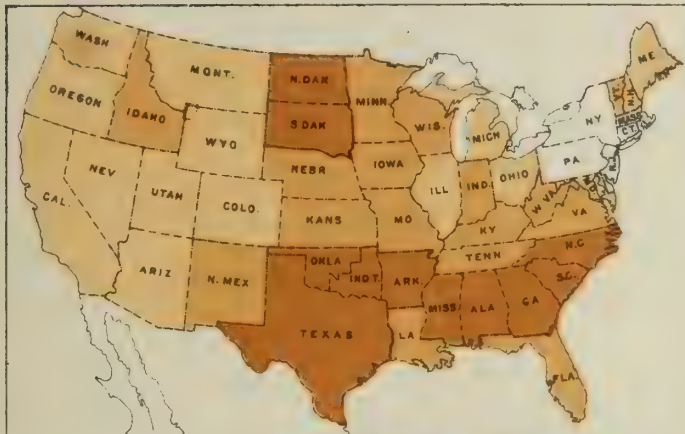 WASH
MONT.
N.DAK
MINN.
ME
VT.
N.H.
OREGON
IDAHO
S.DAK
WIS.
MICH
NY
MASS
CT.
WYO
NEBR
IOWA
PA
N.J.
NEV
UTAH
COLO.
ILL
IND.
OHIO
W.VA
MD
CAL.
KANS
MO
KY
VA
TENN
N.C
ARIZ
N.MEX
OKLA
IND T.
ARK
S.C.
MISS
ALA
GA
TEXAS
LA
FLA.